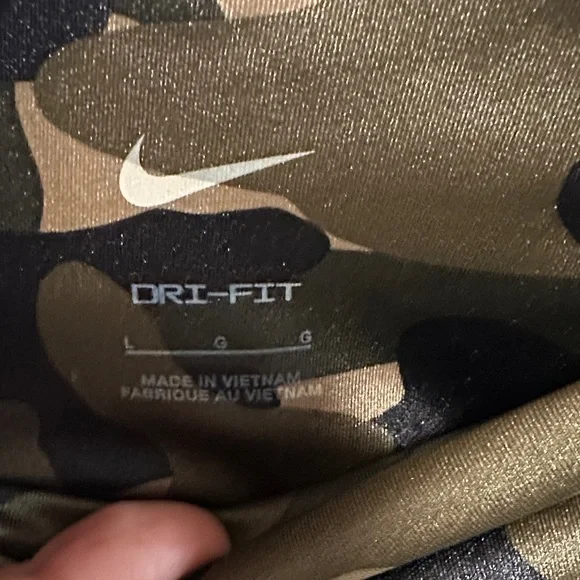 DRI-FIT
L G G
MADE IN VIETNAM
FABRIQUE AU VIETNAM